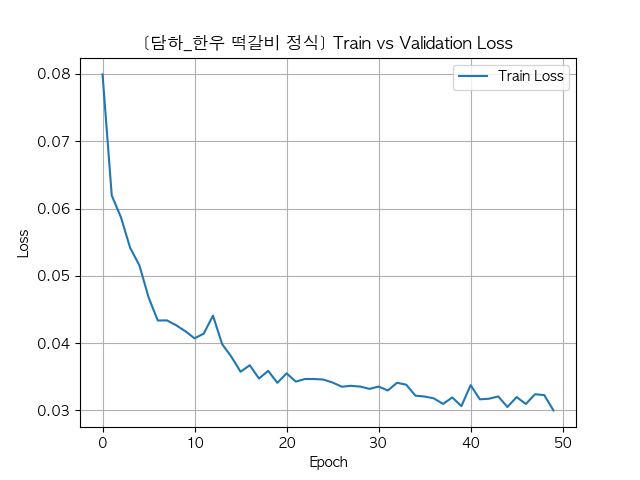 [담하_한우 떡갈비 정식] Train vs Validation Loss
Train Loss
Loss
0.08
0.07
0.06
0.05
0.04
0.03
0 10 20 30 40 50
Epoch